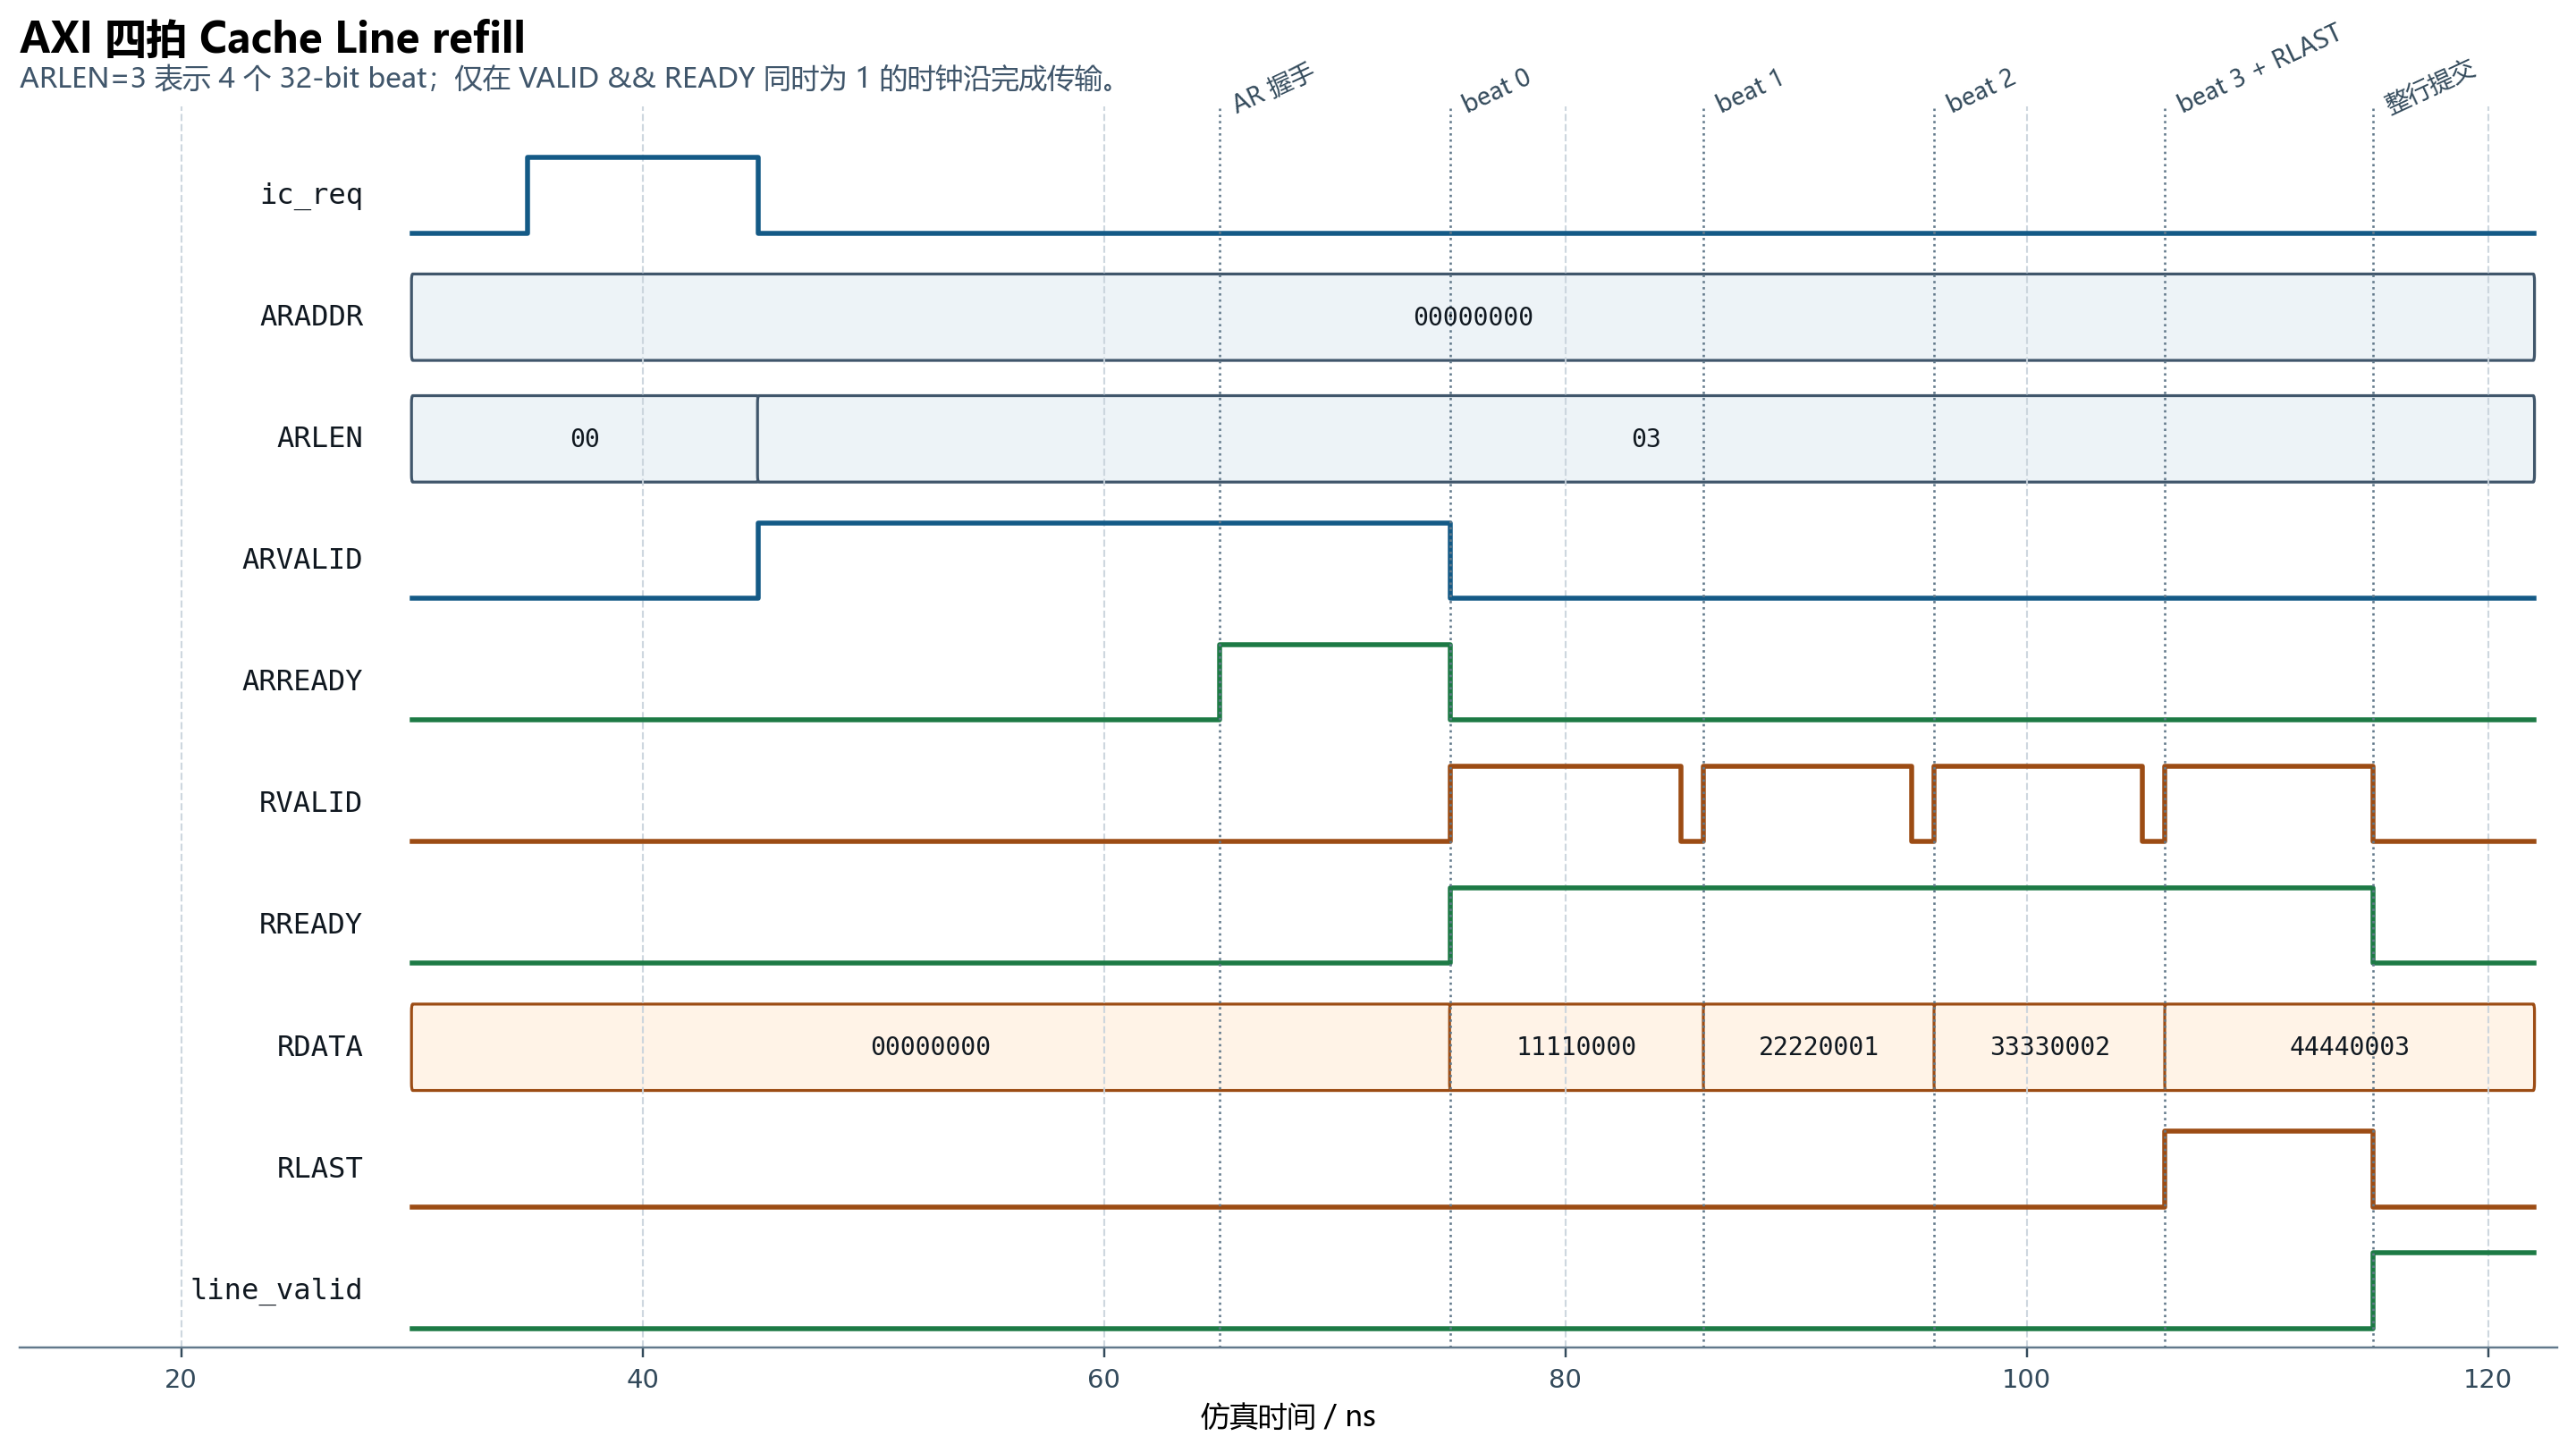 AXI 四拍 Cache Line refill
ARLEN=3 表示 4 个 32-bit beat；仅在 VALID && READY 同时为 1 的时钟沿完成传输。
AR 握手
beat 0
beat 1
beat 2
beat 3 + RLAST
整行提交
ic_req
ARADDR
00000000
ARLEN
00
03
ARVALID
ARREADY
RVALID
RREADY
RDATA
00000000
11110000
22220001
33330002
44440003
RLAST
line_valid
20
40
60
80
100
120
仿真时间 / ns